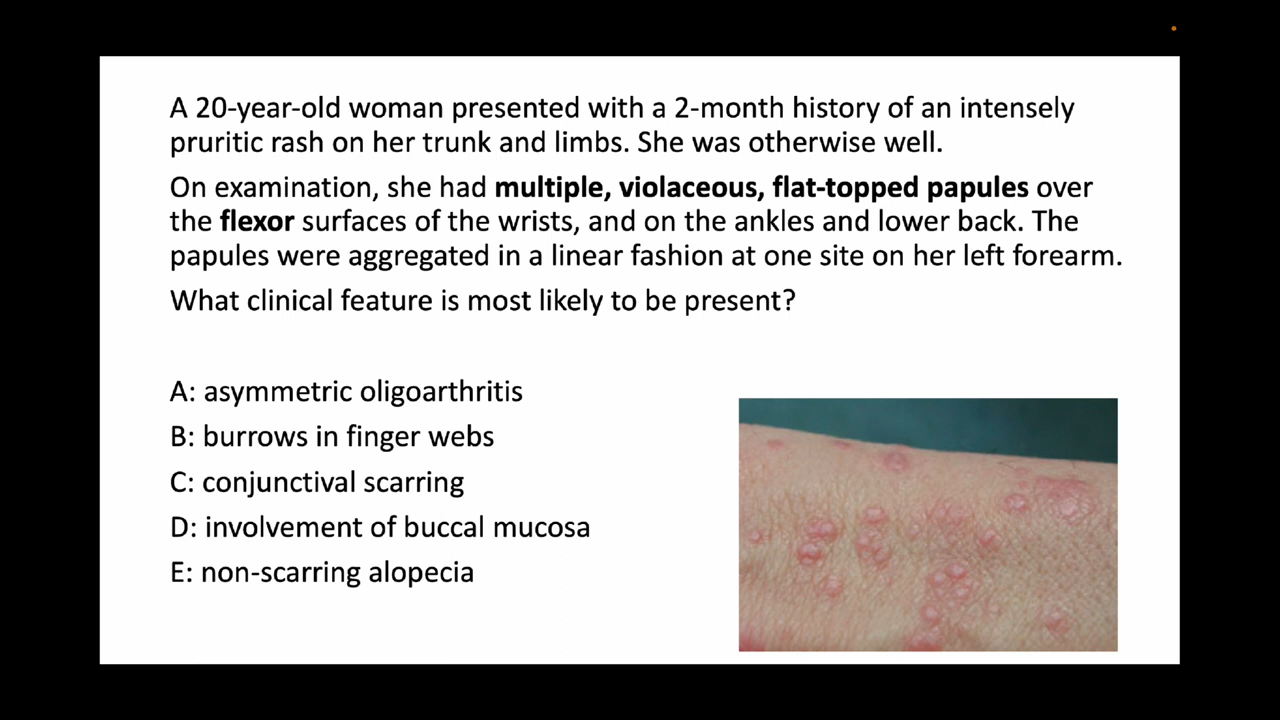 A 20-year-old woman presented with a 2-month history of an intensely
pruritic rash on her trunk and limbs. She was otherwise well.
On examination, she had multiple, violaceous, flat-topped papules over
the flexor surfaces of the wrists, and on the ankles and lower back. The
papules were aggregated in a linear fashion at one site on her left forearm.
What clinical feature is most likely to be present?
A: asymmetric oligoarthritis
B: burrows in finger webs
C: conjunctival scarring
D: involvement of buccal mucosa
E: non-scarring alopecia